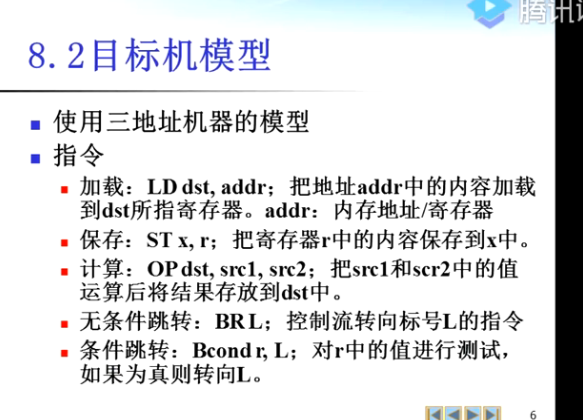 腾讯课
8.2目标机模型
使用三地址机器的模型
指令
加载：LD dst, addr；把地址addr中的内容加载
到dst所指寄存器。addr：内存地址/寄存器
保存：ST x, r；把寄存器r中的内容保存到x中。
计算：OP dst, src1, src2；把src1和scr2中的值
运算后将结果存放到dst中。
无条件跳转：BR L；控制流转向标号L的指令
条件跳转：Bcond r, L；对r中的值进行测试，
如果为真则转向L。
6